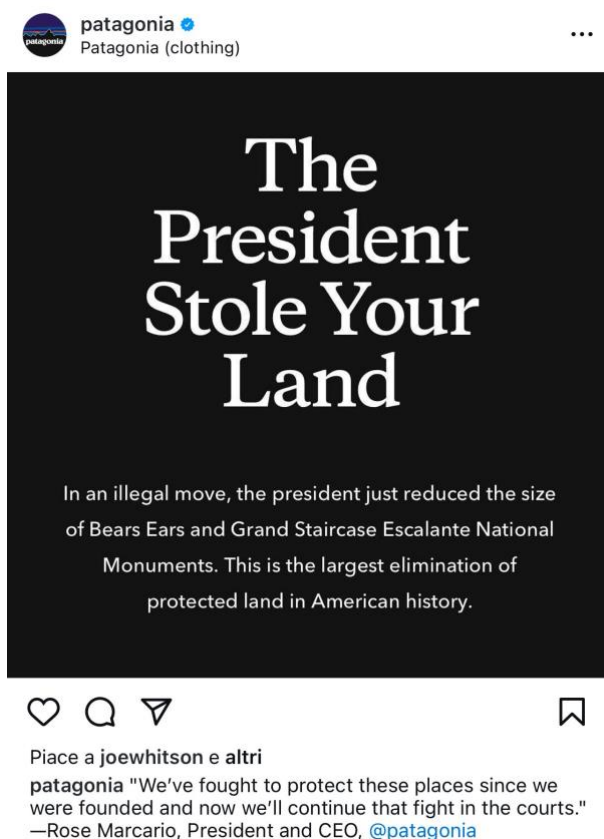 patagonia
patagonia
Patagonia (clothing)
The
President
Stole Your
Land
In an illegal move, the president just reduced the size
of Bears Ears and Grand Staircase Escalante National
Monuments. This is the largest elimination of
protected land in American history.
Piace a joewhitson e altri
patagonia "We've fought to protect these places since we
were founded and now we'll continue that fight in the courts."
—Rose Marcario, President and CEO, @patagonia